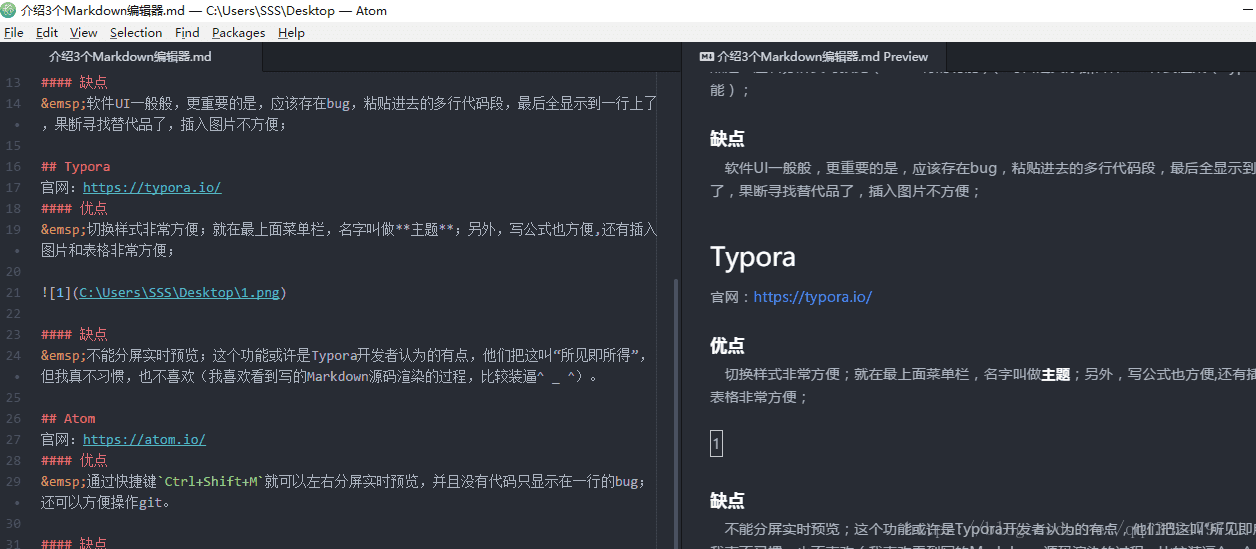 介绍3个Markdown编辑器.md — C:\Users\SSS\Desktop — Atom
File Edit View Selection Find Packages Help
介绍3个Markdown编辑器.md
13 #### 缺点
14 &emsp;软件UI一般般，更重要的是，应该存在bug，粘贴进去的多行代码段，最后全显示到一行上了
• ，果断寻找替代品了，插入图片不方便；
15
16 ## Typora
17 官网：https://typora.io/
18 #### 优点
19 &emsp;切换样式非常方便；就在最上面菜单栏，名字叫做**主题**；另外，写公式也方便,还有插入
• 图片和表格非常方便；
20
21 ![1](C:\Users\SSS\Desktop\1.png)
22
23 #### 缺点
24 &emsp;不能分屏实时预览；这个功能或许是Typora开发者认为的有点，他们把这叫“所见即所得”，
• 但我真不习惯，也不喜欢（我喜欢看到写的Markdown源码渲染的过程，比较装逼^ _ ^）。
25
26 ## Atom
27 官网：https://atom.io/
28 #### 优点
29 &emsp;通过快捷键`Ctrl+Shift+M`就可以左右分屏实时预览，并且没有代码只显示在一行的bug；
• 还可以方便操作git。
30
31 #### 缺点
介绍3个Markdown编辑器.md Preview
能）；
缺点
软件UI一般般，更重要的是，应该存在bug，粘贴进去的多行代码段，最后全显示到
了，果断寻找替代品了，插入图片不方便；
Typora
官网：https://typora.io/
优点
切换样式非常方便；就在最上面菜单栏，名字叫做主题；另外，写公式也方便,还有插
表格非常方便；
1
缺点
不能分屏实时预览；这个功能或许是Typora开发者认为的有点，他们把这叫“所见即